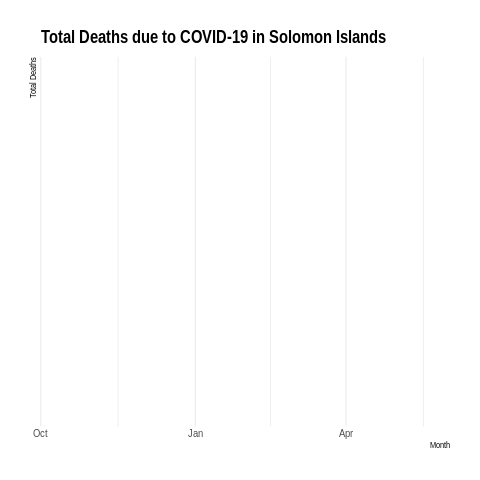 Total Deaths due to COVID-19 in Solomon Islands
Total Deaths
Oct
Jan
Apr
Month